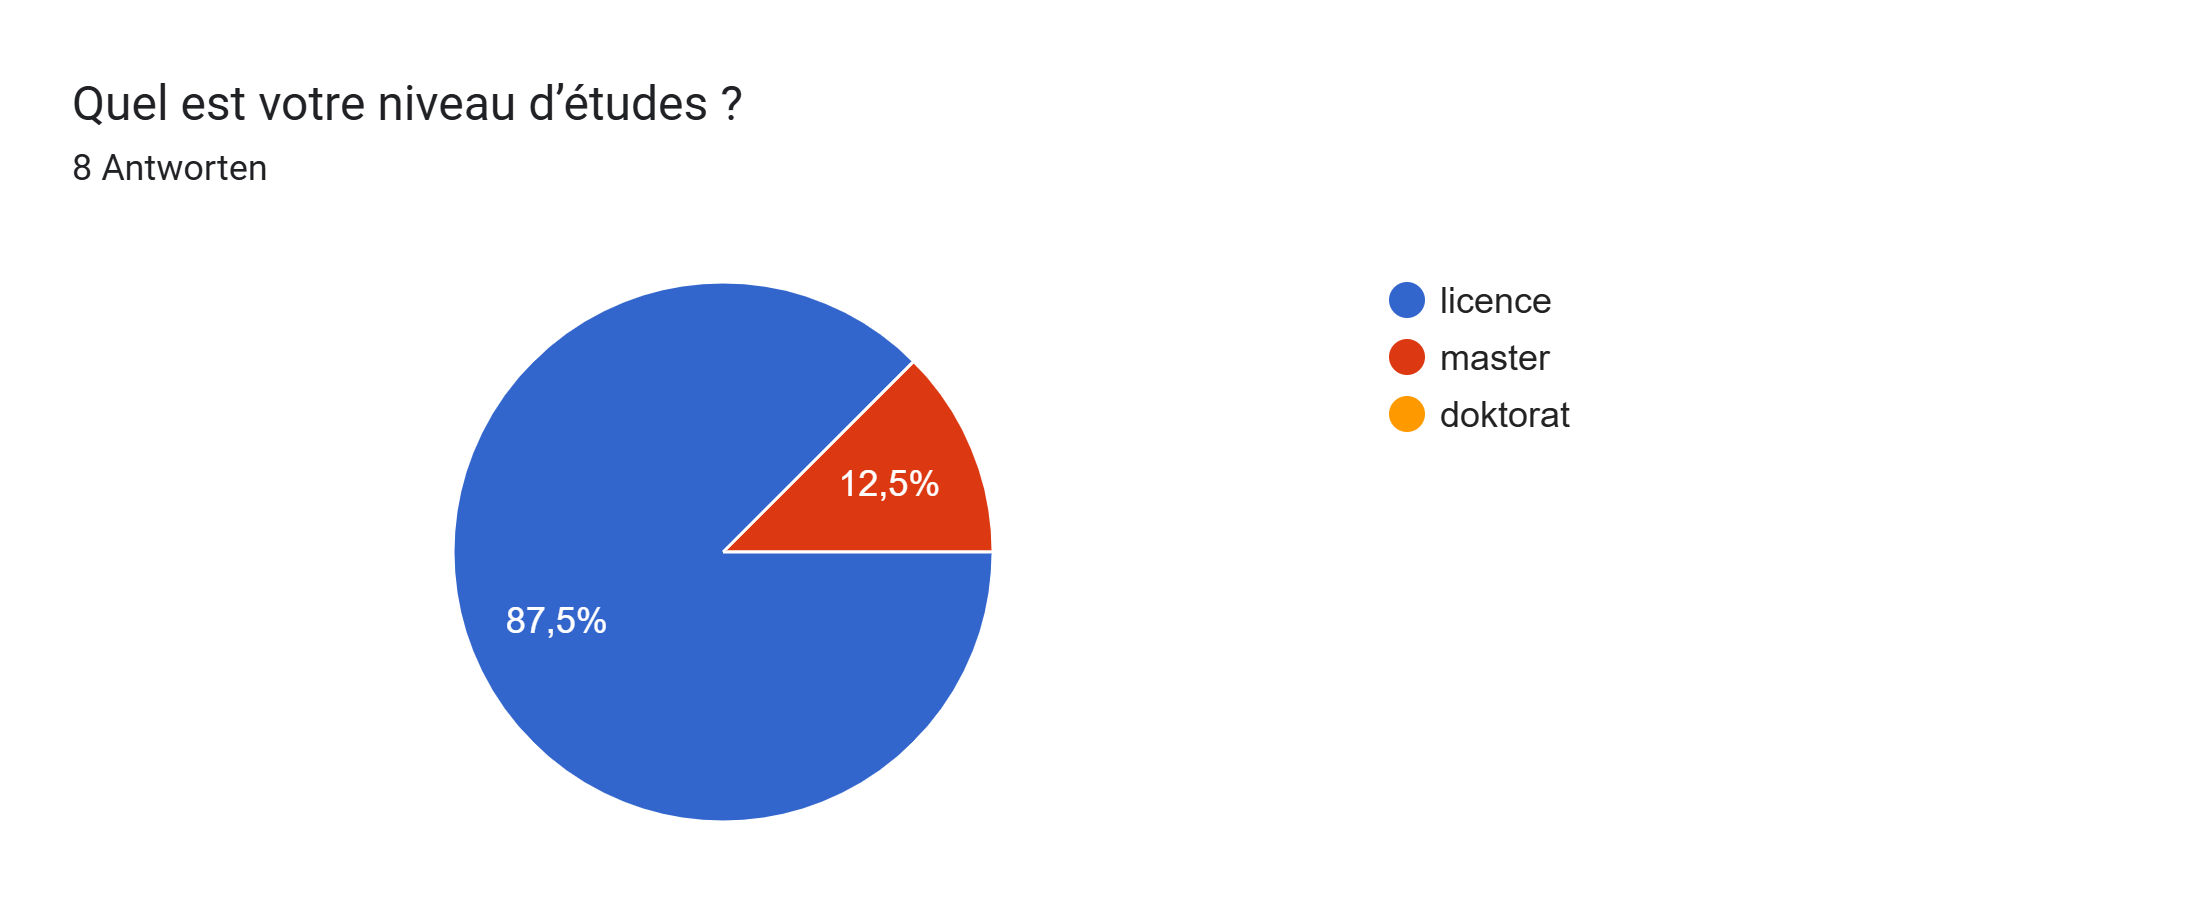 Quel est votre niveau d’études ?
8 Antworten
licence
master
doktorat
12,5%
87,5%